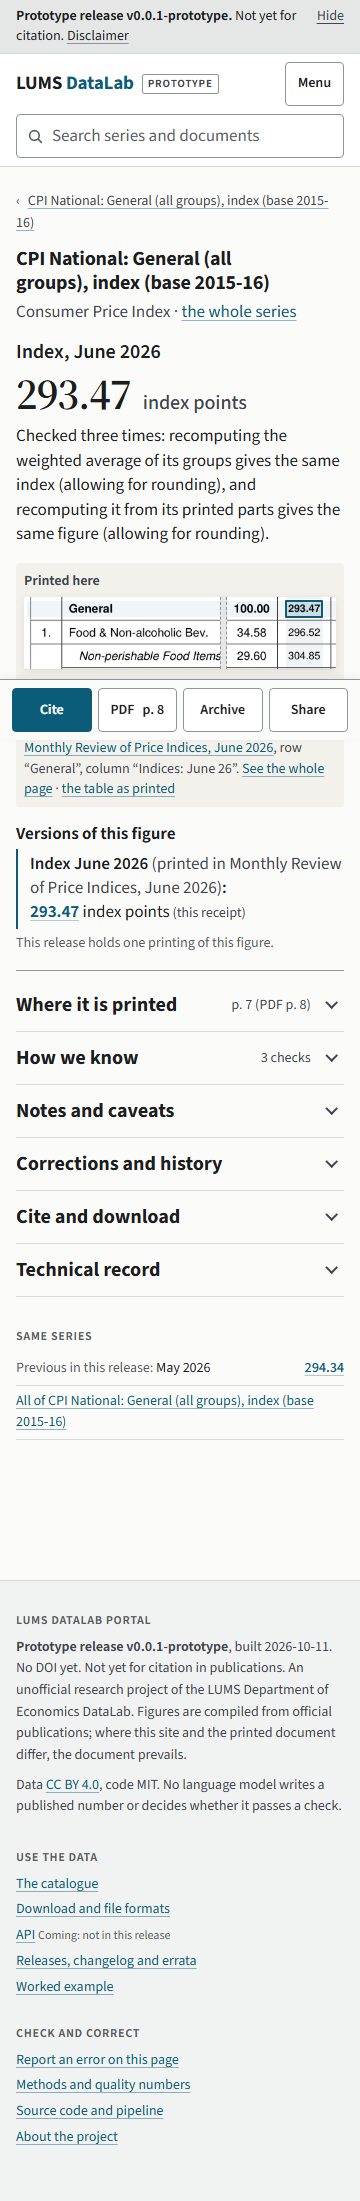 Prototype release v0.0.1-prototype. Not yet for Hide
citation. Disclaimer
LUMS DataLab PROTOTYPE Menu
Search series and documents
‹ CPI National: General (all groups), index (base 2015-
16)
CPI National: General (all
groups), index (base 2015-16)
Consumer Price Index · the whole series
Index, June 2026
293.47 index points
Checked three times: recomputing the
weighted average of its groups gives the same
index (allowing for rounding), and
recomputing it from its printed parts gives the
same figure (allowing for rounding).
Printed here
General 100.00 293.47
1. Food & Non-alcoholic Bev. 34.58 296.52
Non-perishable Food Items 29.60 304.85
Cite PDF p. 8 Archive Share
Monthly Review of Price Indices, June 2026, row
“General”, column “Indices: June 26”. See the whole
page · the table as printed
Versions of this figure
Index June 2026 (printed in Monthly Review
of Price Indices, June 2026):
293.47 index points (this receipt)
This release holds one printing of this figure.
Where it is printed p. 7 (PDF p. 8)
How we know 3 checks
Notes and caveats
Corrections and history
Cite and download
Technical record
SAME SERIES
Previous in this release: May 2026 294.34
All of CPI National: General (all groups), index (base
2015-16)
LUMS DATALAB PORTAL
Prototype release v0.0.1-prototype, built 2026-10-11.
No DOI yet. Not yet for citation in publications. An
unofficial research project of the LUMS Department of
Economics DataLab. Figures are compiled from official
publications; where this site and the printed document
differ, the document prevails.
Data CC BY 4.0, code MIT. No language model writes a
published number or decides whether it passes a check.
USE THE DATA
The catalogue
Download and file formats
API Coming: not in this release
Releases, changelog and errata
Worked example
CHECK AND CORRECT
Report an error on this page
Methods and quality numbers
Source code and pipeline
About the project